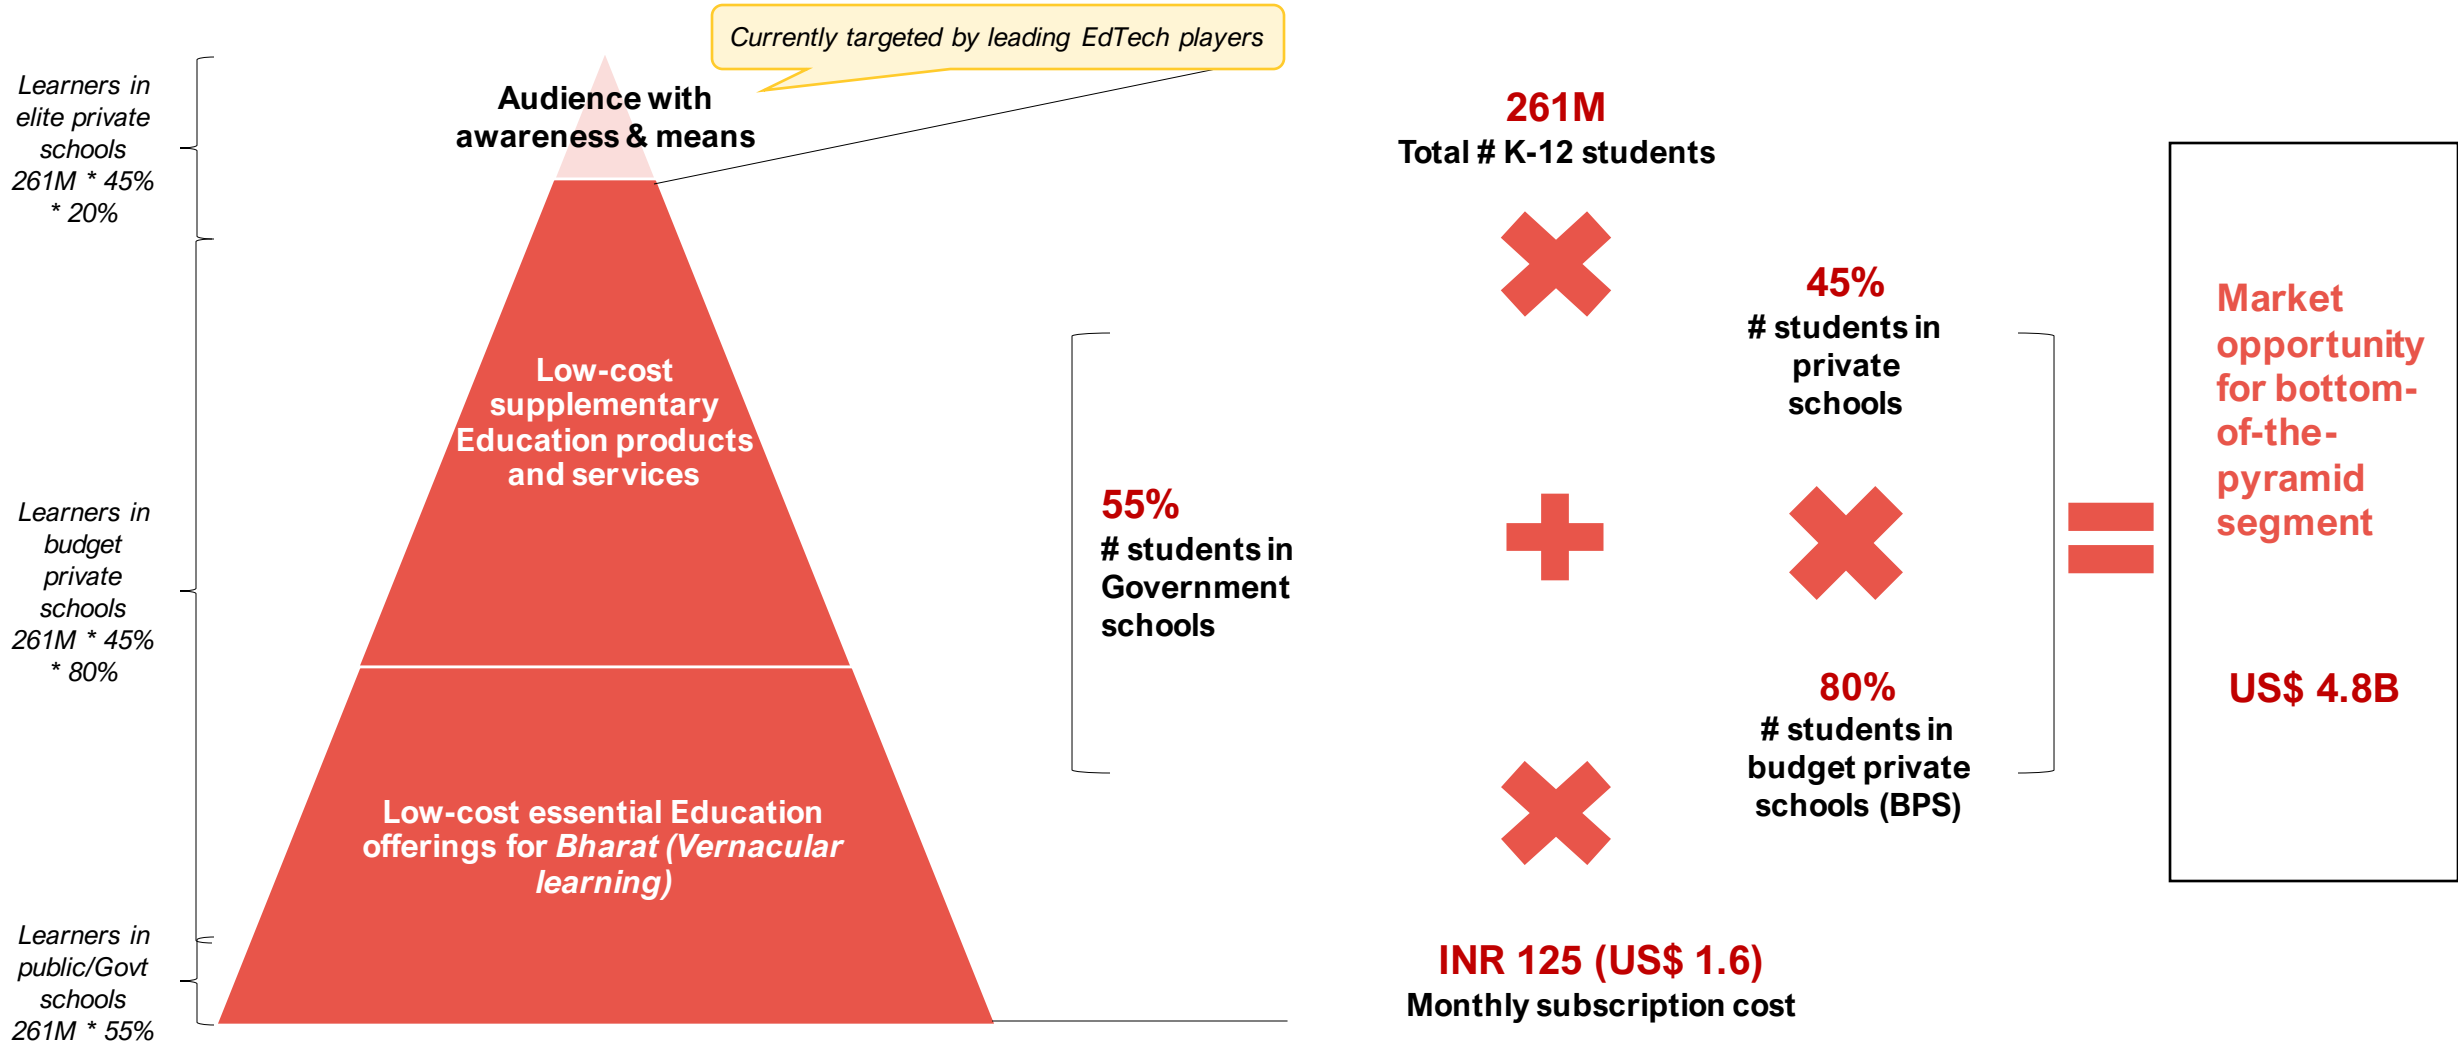 Currently targeted by leading EdTech players
Learners in
elite private
schools
261M * 45%
* 20%
Audience with
awareness & means
Low-cost
supplementary
Education products
and services
Learners in
budget
private
schools
261M * 45%
* 80%
Low-cost essential Education
offerings for Bharat (Vernacular
learning)
Learners in
public/Govt
schools
261M * 55%
261M
Total # K-12 students
55%
# students in
Government
schools
45%
# students in
private
schools
80%
# students in
budget private
schools (BPS)
INR 125 (US$ 1.6)
Monthly subscription cost
Market
opportunity
for bottom-
of-the-
pyramid
segment
US$ 4.8B